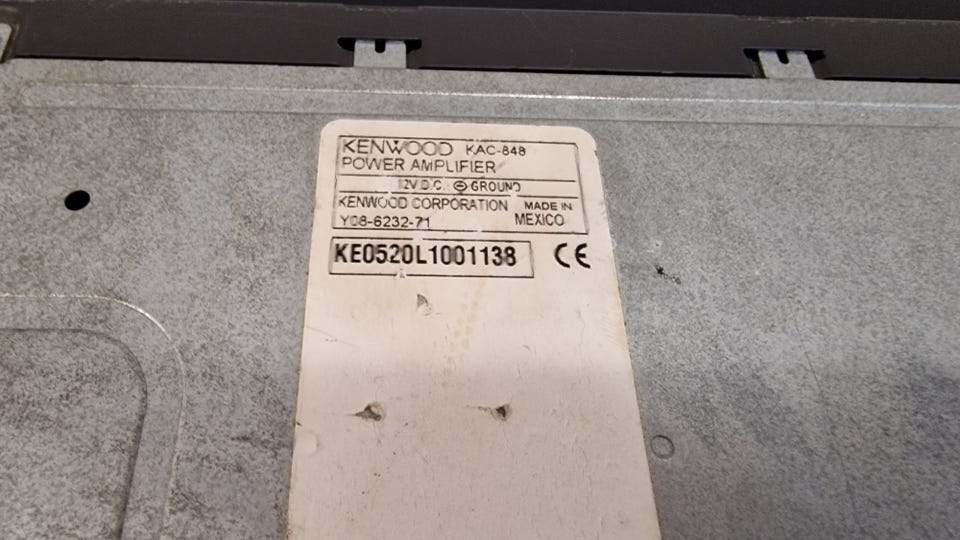 KENWOOD KAC-848
POWER AMPLIFIER
12V D.C. ⊖ GROUND
KENWOOD CORPORATION MADE IN
Y08-6232-71 MEXICO
KE0520L1001138 CE